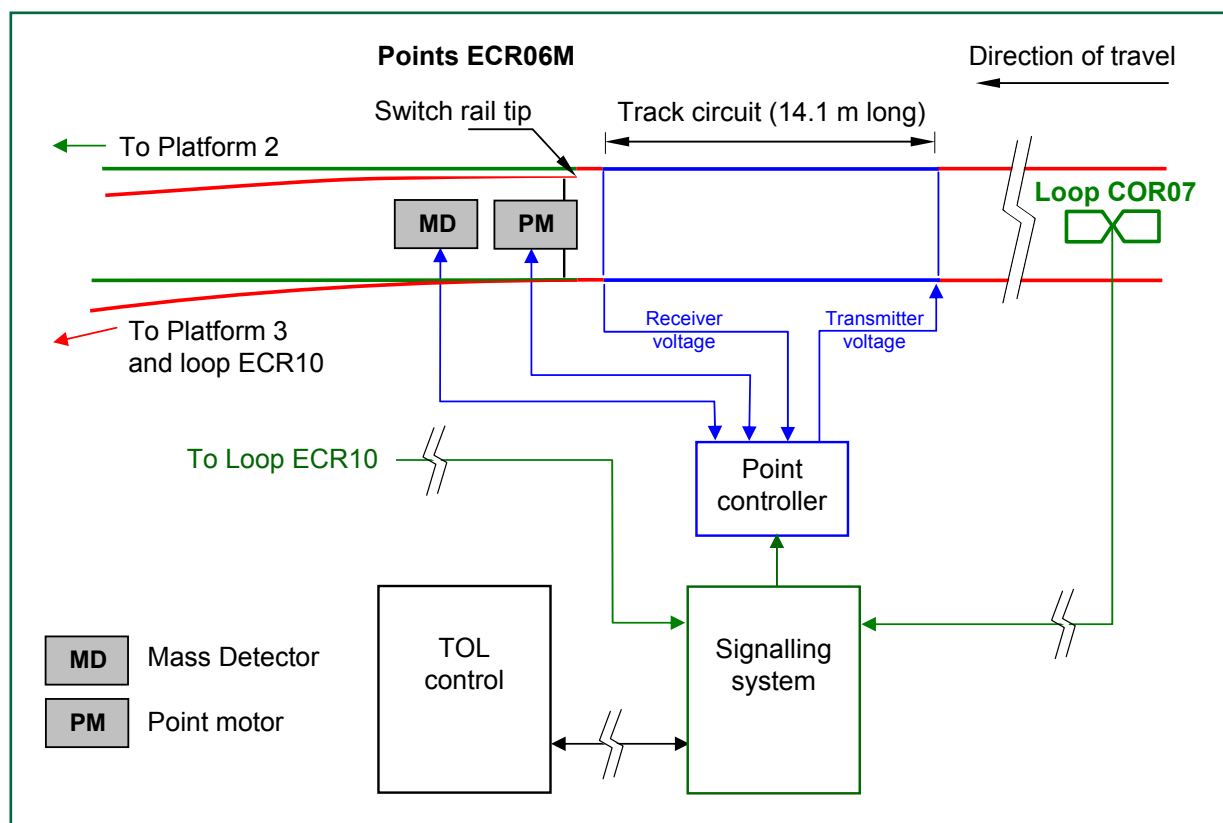 Points ECR06M
Direction of travel
Switch rail tip
Track circuit (14.1 m long)
To Platform 2
Loop COR07
MD
PM
To Platform 3
and loop ECR10
Receiver
voltage
Transmitter
voltage
To Loop ECR10
Point
controller
TOL
control
Signalling
system
MD
Mass Detector
PM
Point motor